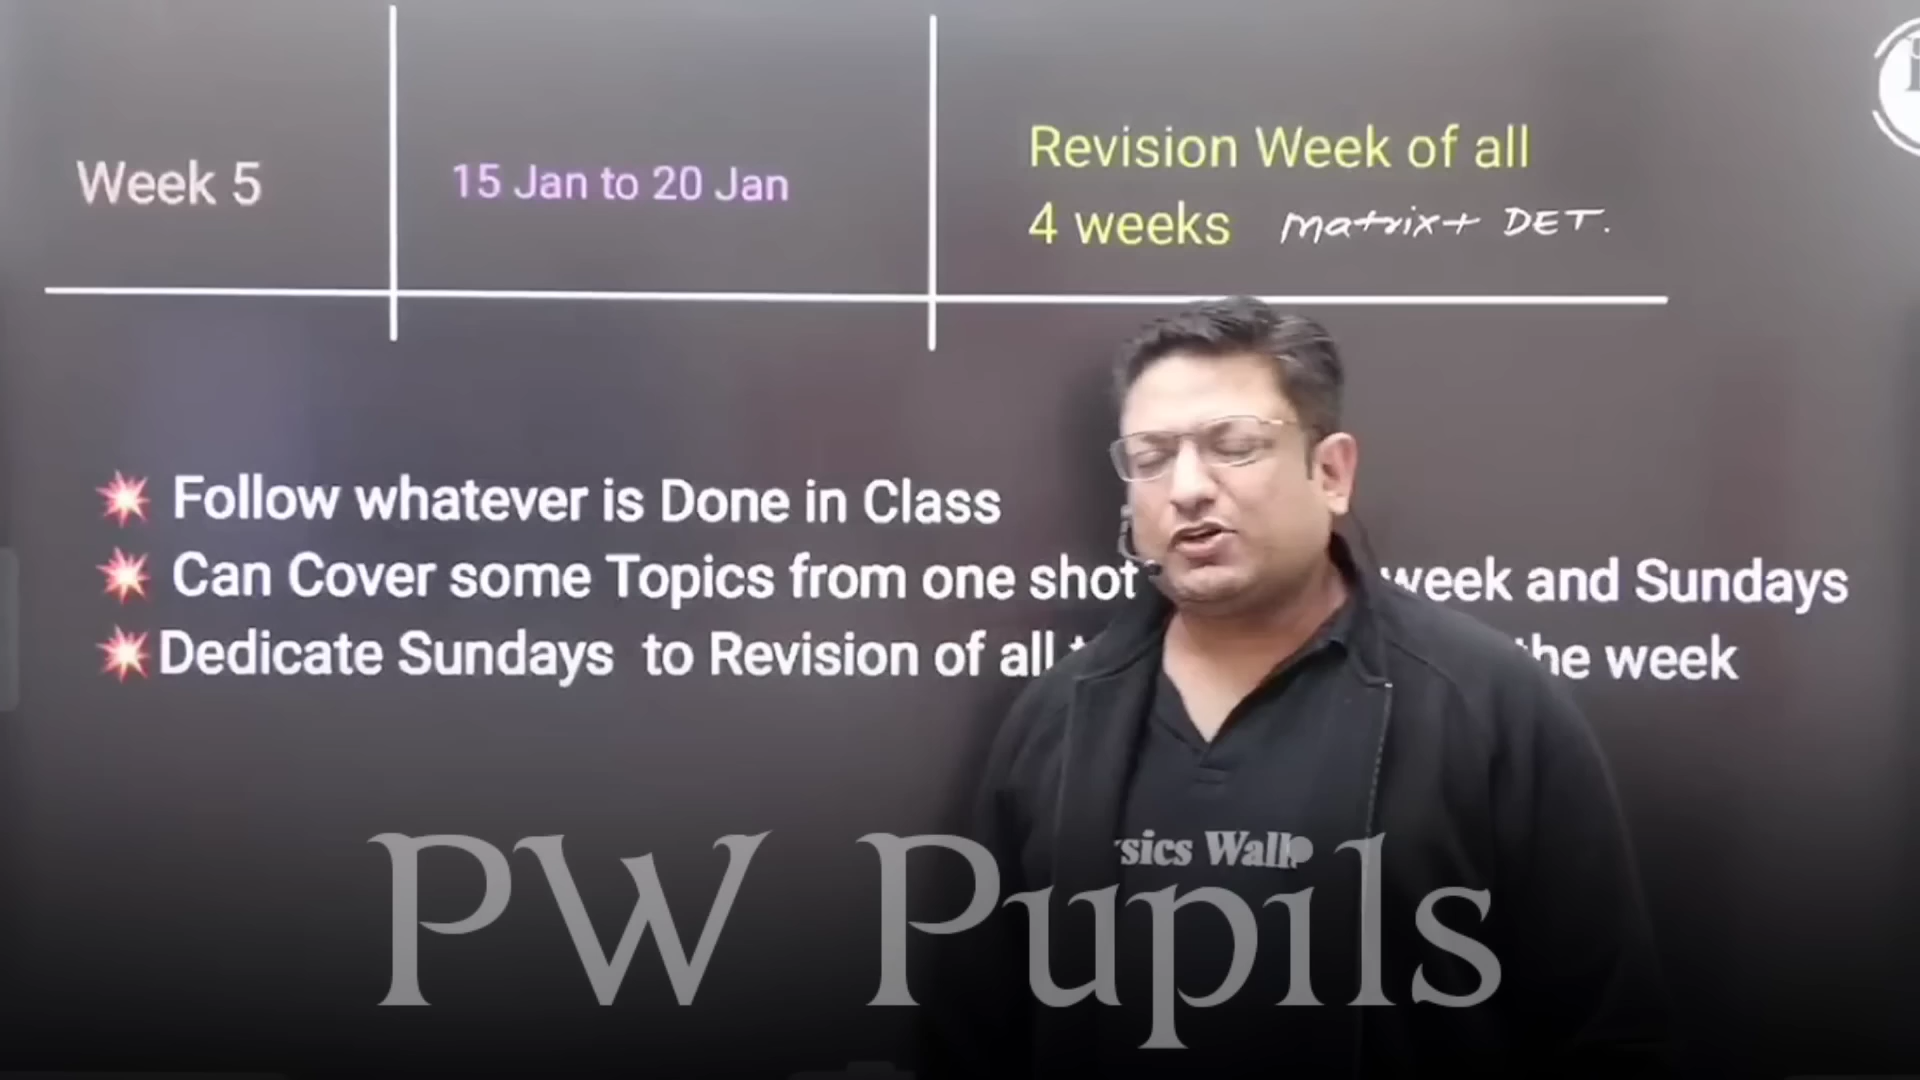 Week 5
15 Jan to 20 Jan
Revision Week of all
4 weeks matrix+ DET.
Follow whatever is Done in Class
Can Cover some Topics from one shot week and Sundays
Dedicate Sundays to Revision of all the week
sics Wall
PW Pupils